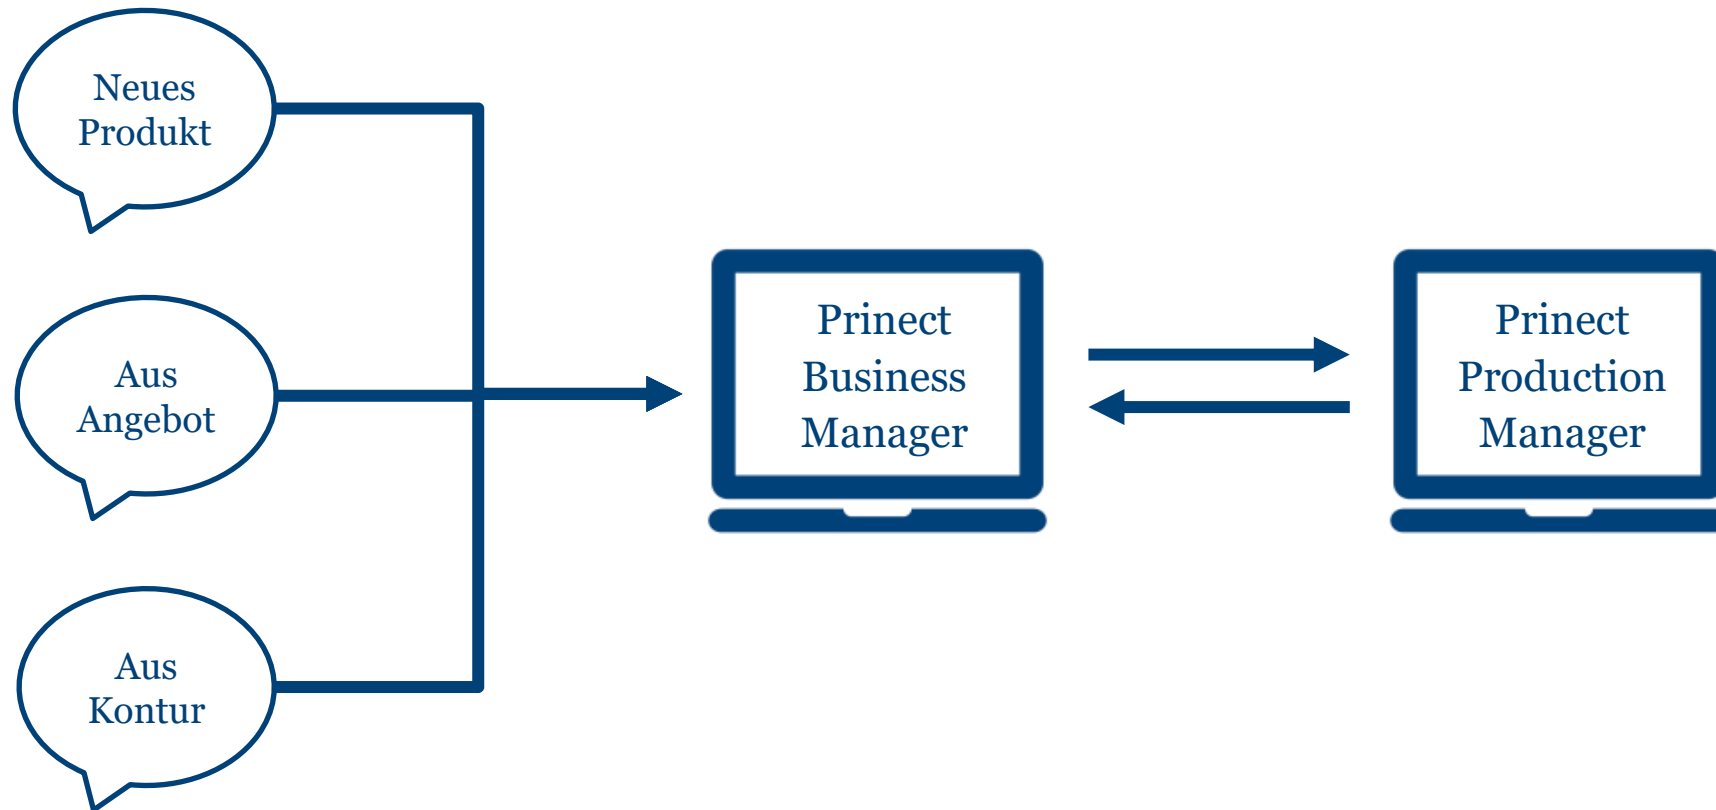 Neues
Produkt
Aus
Angebot
Aus
Kontur
Prinect
Business
Manager
Prinect
Production
Manager